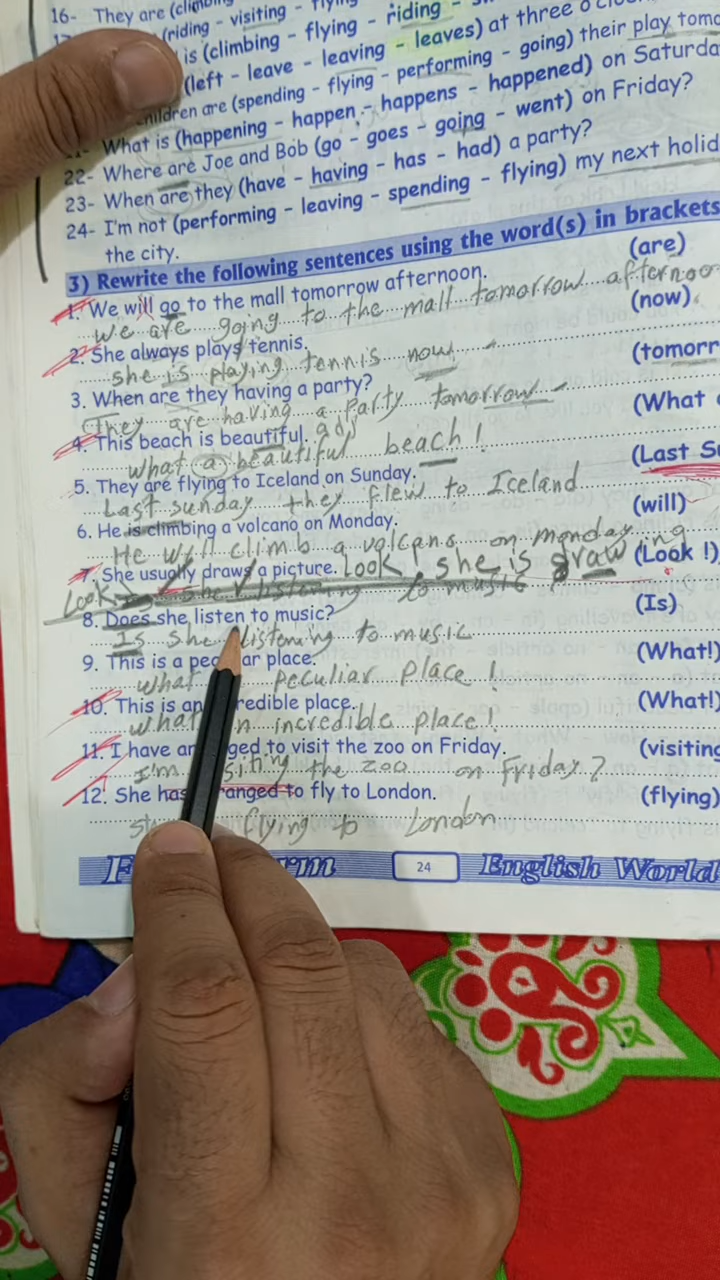 16- They are (climbing
(riding - visiting - flying
is (climbing - flying - riding -
(left - leave - leaving - leaves) at three o'cloc
children are (spending - flying - performing - going) their play tomo
What is (happening - happen - happens - happened) on Saturda
22- Where are Joe and Bob (go - goes - going - went) on Friday?
23- When are they (have - having - has - had) a party?
24- I'm not (performing - leaving - spending - flying) my next holid
the city.
3) Rewrite the following sentences using the word(s) in brackets
1. We will go to the mall tomorrow afternoon. (are)
we are going to the mall tomorrow afternoo
2. She always plays tennis. (now)
she is playing tennis now
3. When are they having a party? (tomorr
They are having a Party tomorrow
4. This beach is beautiful. adj (What a
what a beautiful beach!
5. They are flying to Iceland on Sunday. (Last Su
Last sunday they flew to Iceland
6. He is climbing a volcano on Monday. (will)
He will climb a volcano on monday
7. She usually draws a picture. Look! she is drawing (Look !)
Look she listening to music
8. Does she listen to music? (Is)
Is she listening to music
9. This is a pec ar place. (What!)
what peculiar place!
10. This is an redible place. (What!)
what n incredible place!
11. I have ar ged to visit the zoo on Friday. (visiting
I'm siting the zoo on Friday?
12. She has ranged to fly to London. (flying)
flying to London
24
English World